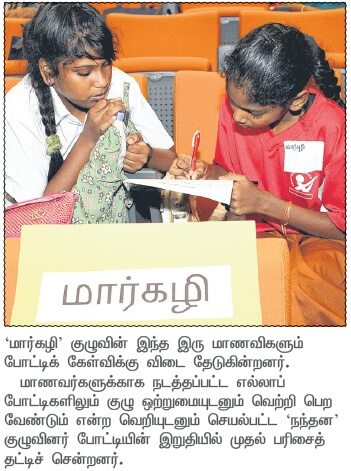 மார்கழி
மார்கழி
'மார்கழி' குழுவின் இந்த இரு மாணவிகளும்
போட்டிக் கேள்விக்கு விடை தேடுகின்றனர்.
மாணவர்களுக்காக நடத்தப்பட்ட எல்லாப்
போட்டிகளிலும் குழு ஒற்றுமையுடனும் வெற்றி பெற
வேண்டும் என்ற வெறியுடனும் செயல்பட்ட 'நந்தன'
குழுவினர் போட்டியின் இறுதியில் முதல் பரிசைத்
தட்டிச் சென்றனர்.